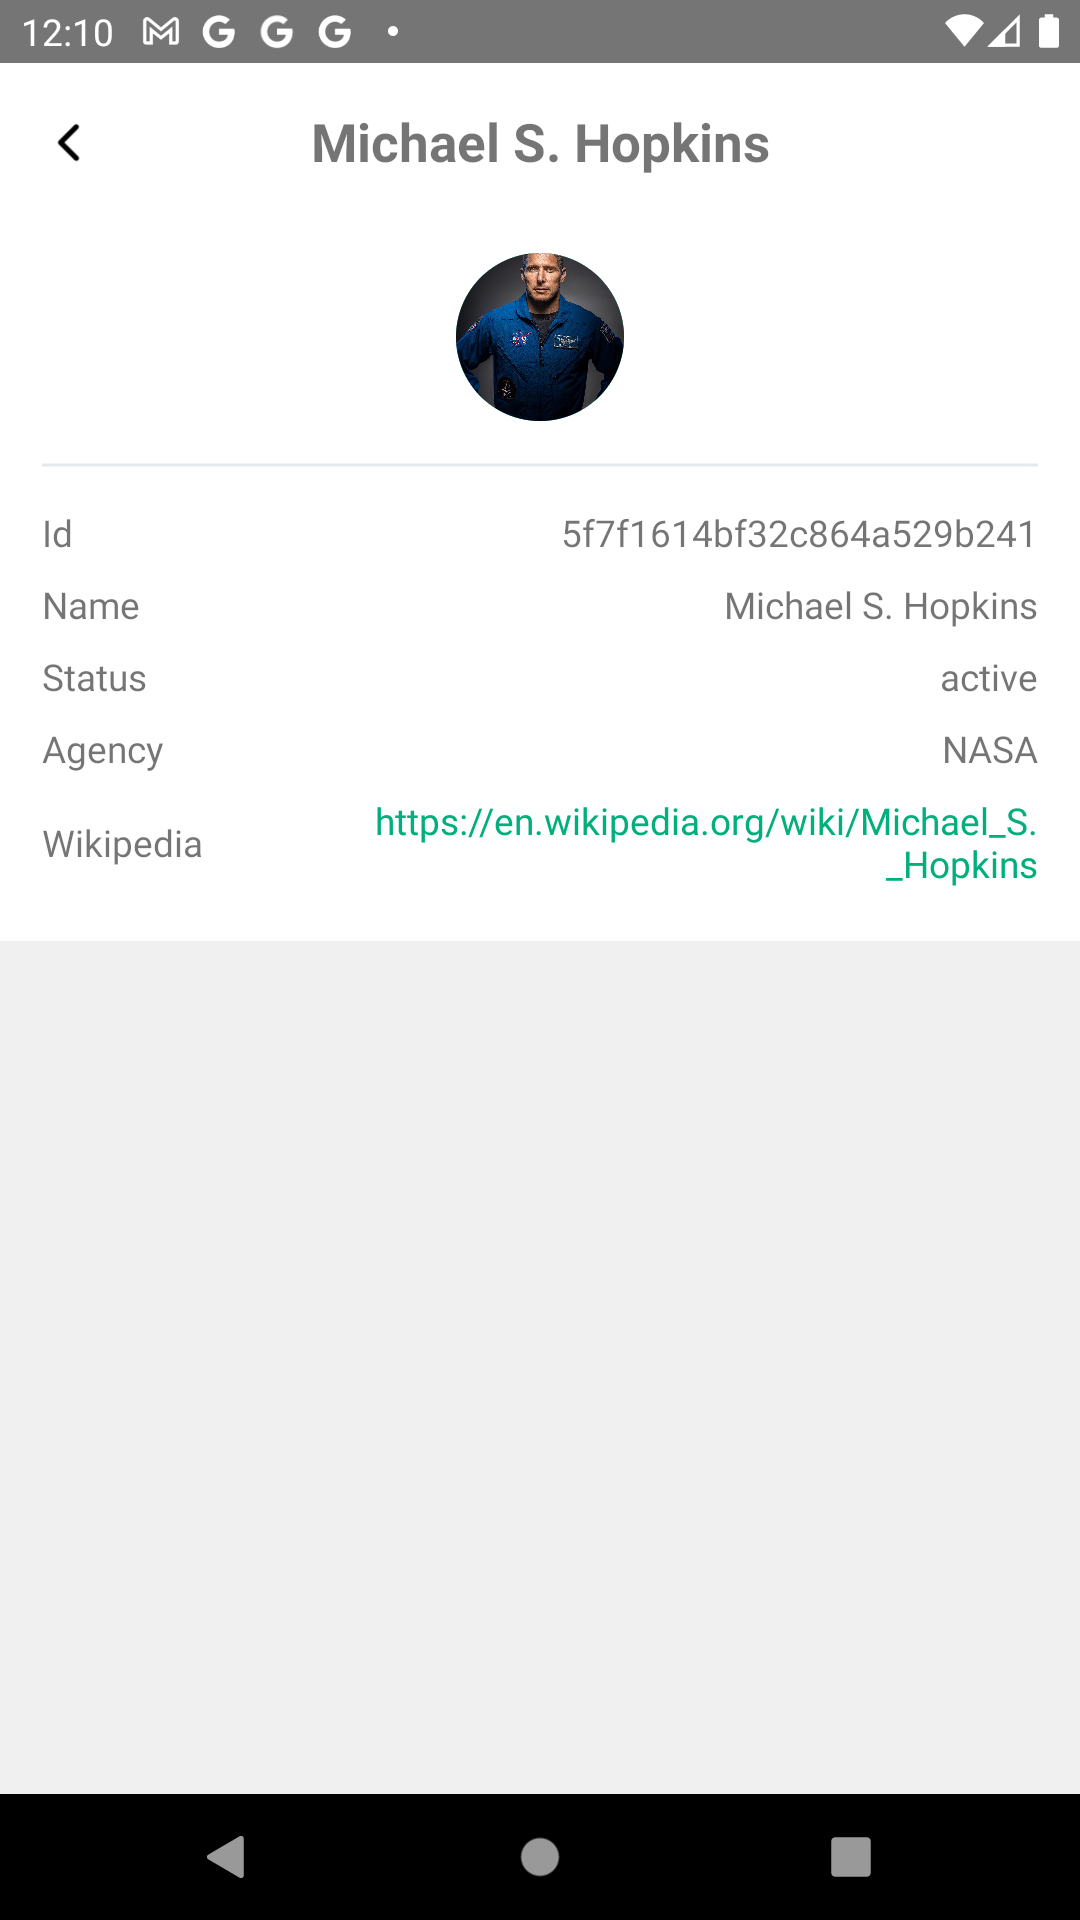 12:10
Michael S. Hopkins
Id 5f7f1614bf32c864a529b241
Name Michael S. Hopkins
Status active
Agency NASA
Wikipedia https://en.wikipedia.org/wiki/Michael_S.
_Hopkins